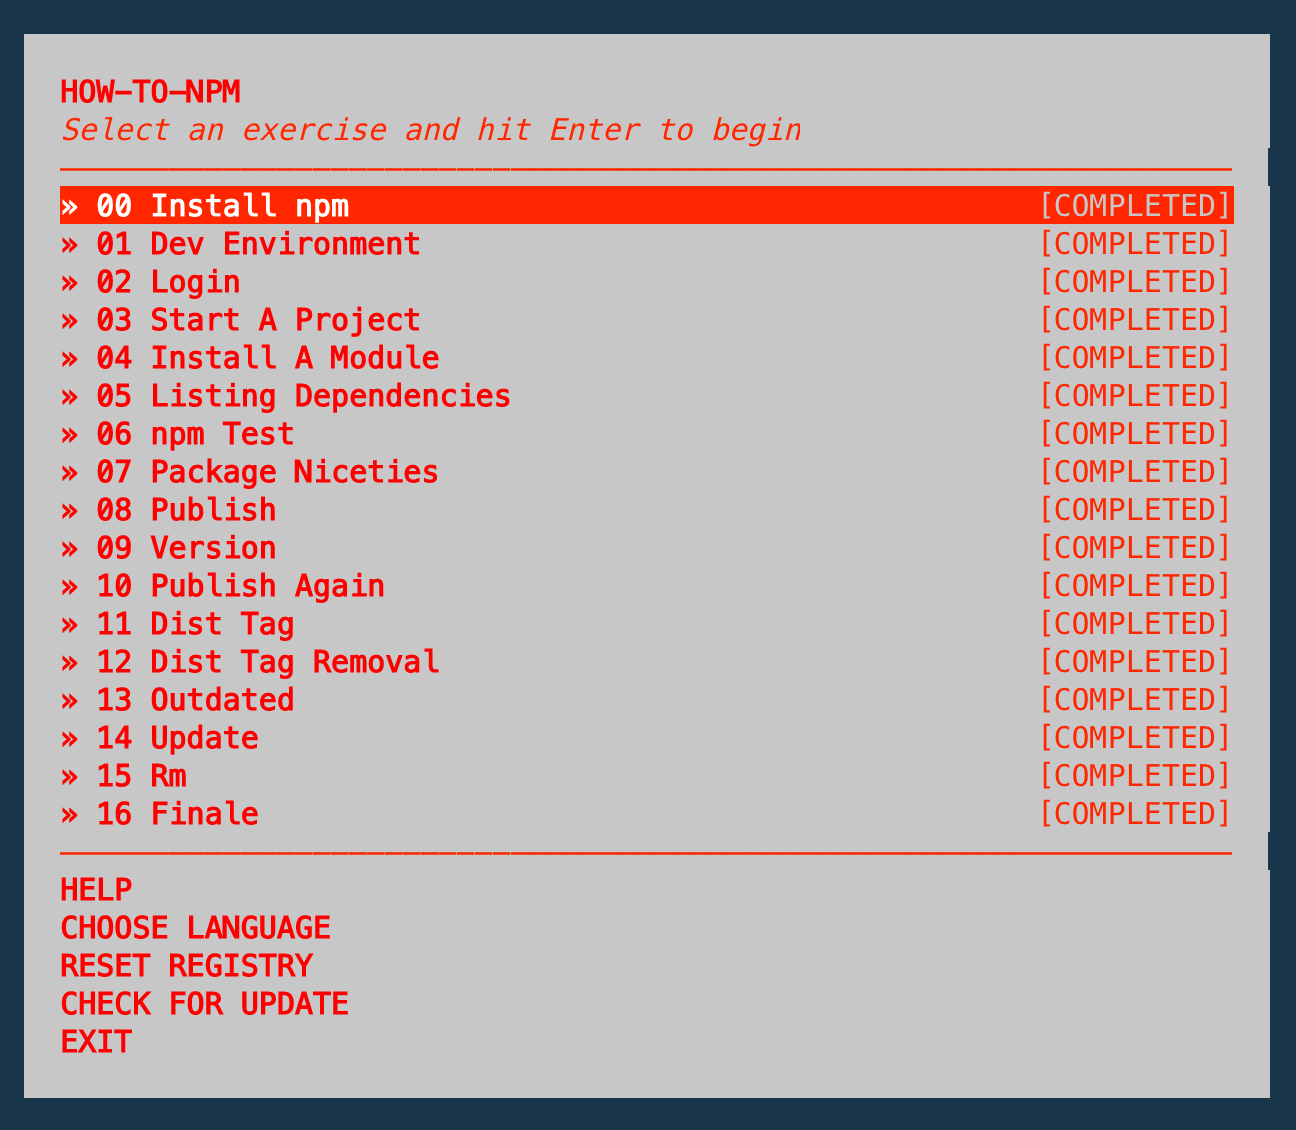 HOW–TO–NPM
Select an exercise and hit Enter to begin
» 00 Install npm [COMPLETED]
» 01 Dev Environment [COMPLETED]
» 02 Login [COMPLETED]
» 03 Start A Project [COMPLETED]
» 04 Install A Module [COMPLETED]
» 05 Listing Dependencies [COMPLETED]
» 06 npm Test [COMPLETED]
» 07 Package Niceties [COMPLETED]
» 08 Publish [COMPLETED]
» 09 Version [COMPLETED]
» 10 Publish Again [COMPLETED]
» 11 Dist Tag [COMPLETED]
» 12 Dist Tag Removal [COMPLETED]
» 13 Outdated [COMPLETED]
» 14 Update [COMPLETED]
» 15 Rm [COMPLETED]
» 16 Finale [COMPLETED]
HELP
CHOOSE LANGUAGE
RESET REGISTRY
CHECK FOR UPDATE
EXIT